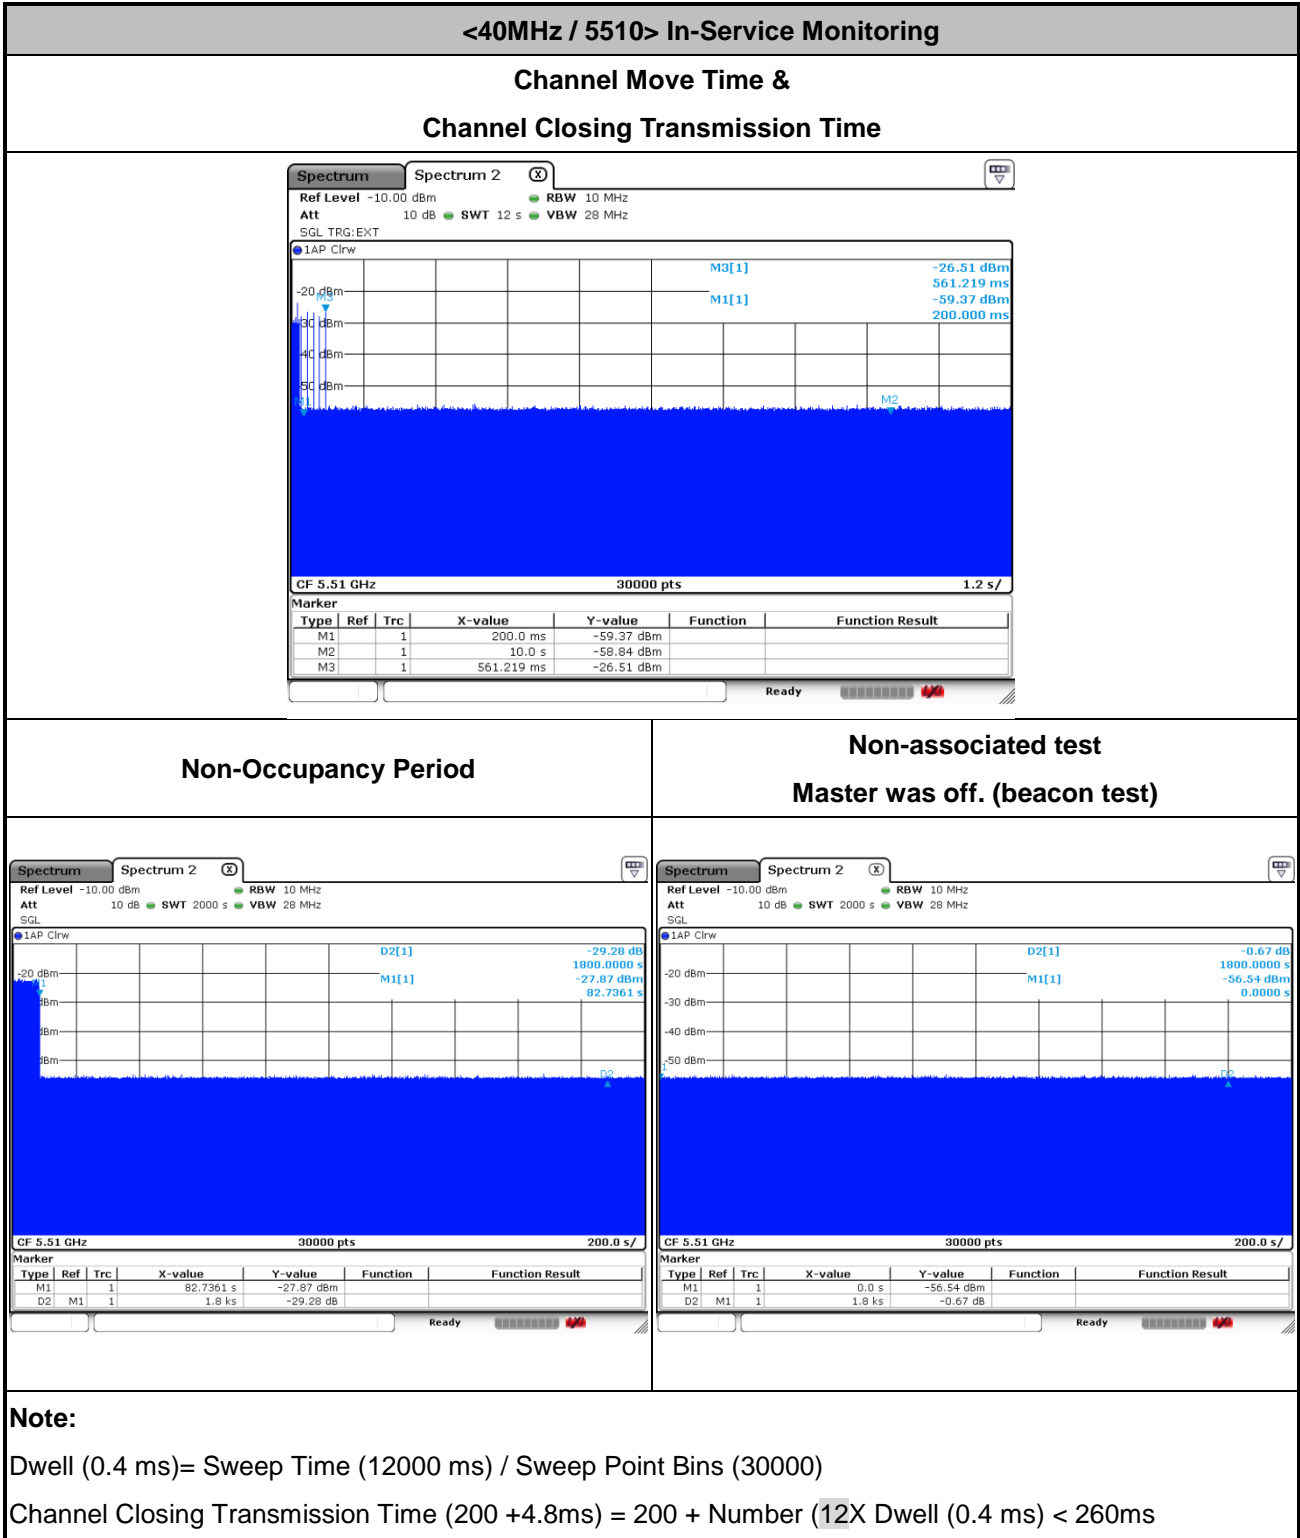 <40MHz / 5510> In-Service Monitoring
Channel Move Time &
Channel Closing Transmission Time
Spectrum Spectrum 2 X
Ref Level -10.00 dBm RBW 10 MHz
Att 10 dB SWT 12 s VBW 28 MHz
SGL TRG:EXT
1AP Clrw
M3[1] -26.51 dBm
561.219 ms
-20 dBm
M3
M1[1] -59.37 dBm
200.000 ms
-30 dBm
-40 dBm
-50 dBm
M1 M2
CF 5.51 GHz 30000 pts 1.2 s/
Marker
Type Ref Trc X-value Y-value Function Function Result
M1 1 200.0 ms -59.37 dBm
M2 1 10.0 s -58.84 dBm
M3 1 561.219 ms -26.51 dBm
Ready
Non-Occupancy Period
Non-associated test
Master was off. (beacon test)
Spectrum Spectrum 2 X
Ref Level -10.00 dBm RBW 10 MHz
Att 10 dB SWT 2000 s VBW 28 MHz
SGL
1AP Clrw
D2[1] -29.28 dB
1800.0000 s
-20 dBm
M1[1] -27.87 dBm
82.7361 s
M1
dBm
dBm
dBm
D2
CF 5.51 GHz 30000 pts 200.0 s/
Marker
Type Ref Trc X-value Y-value Function Function Result
M1 1 82.7361 s -27.87 dBm
D2 M1 1 1.8 ks -29.28 dB
Ready
Spectrum Spectrum 2 X
Ref Level -10.00 dBm RBW 10 MHz
Att 10 dB SWT 2000 s VBW 28 MHz
SGL
1AP Clrw
D2[1] -0.67 dB
1800.0000 s
-20 dBm
M1[1] -56.54 dBm
0.0000 s
-30 dBm
-40 dBm
-50 dBm
1 D2
CF 5.51 GHz 30000 pts 200.0 s/
Marker
Type Ref Trc X-value Y-value Function Function Result
M1 1 0.0 s -56.54 dBm
D2 M1 1 1.8 ks -0.67 dB
Ready
Note:
Dwell (0.4 ms)= Sweep Time (12000 ms) / Sweep Point Bins (30000)
Channel Closing Transmission Time (200 +4.8ms) = 200 + Number (12X Dwell (0.4 ms) < 260ms